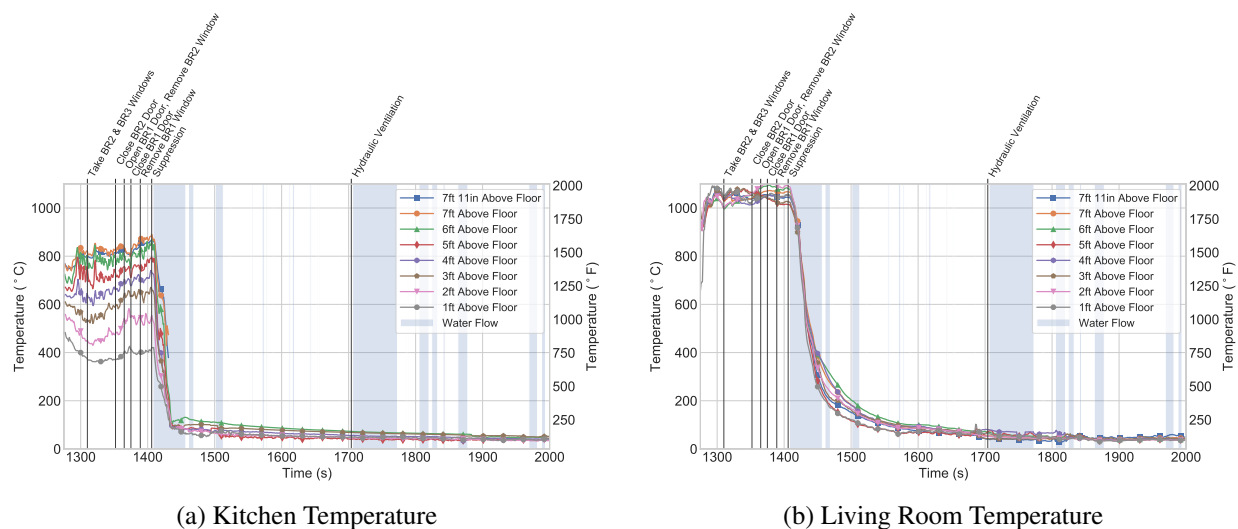 Take BR2 & BR3 Windows
Close BR2 Door
Open BR1 Door, Remove BR2 Window
Close BR1 Door
Remove BR1 Window
Suppression
Hydraulic Ventilation
1000
800
600
400
200
0
Temperature (° C)
2000
1750
1500
1250
1000
750
500
250
Temperature (° F)
7ft 11in Above Floor
7ft Above Floor
6ft Above Floor
5ft Above Floor
4ft Above Floor
3ft Above Floor
2ft Above Floor
1ft Above Floor
Water Flow
1300 1400 1500 1600 1700 1800 1900 2000
Time (s)
(a) Kitchen Temperature
Take BR2 & BR3 Windows
Close BR2 Door
Open BR1 Door, Remove BR2 Window
Close BR1 Door
Remove BR1 Window
Suppression
Hydraulic Ventilation
1000
800
600
400
200
0
Temperature (° C)
2000
1750
1500
1250
1000
750
500
250
Temperature (° F)
7ft 11in Above Floor
7ft Above Floor
6ft Above Floor
5ft Above Floor
4ft Above Floor
3ft Above Floor
2ft Above Floor
1ft Above Floor
Water Flow
1300 1400 1500 1600 1700 1800 1900 2000
Time (s)
(b) Living Room Temperature